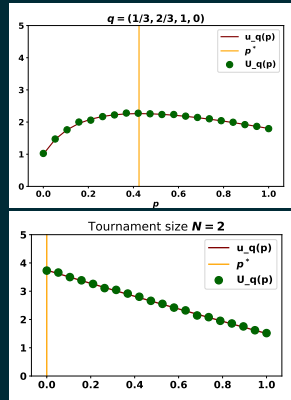 q = (1/3, 2/3, 1, 0)
5
4
3
2
1
0
u_q(p)
p*
U_q(p)
0.0 0.2 0.4 0.6 0.8 1.0
p
Tournament size N = 2
5
4
3
2
1
0
u_q(p)
p*
U_q(p)
0.0 0.2 0.4 0.6 0.8 1.0